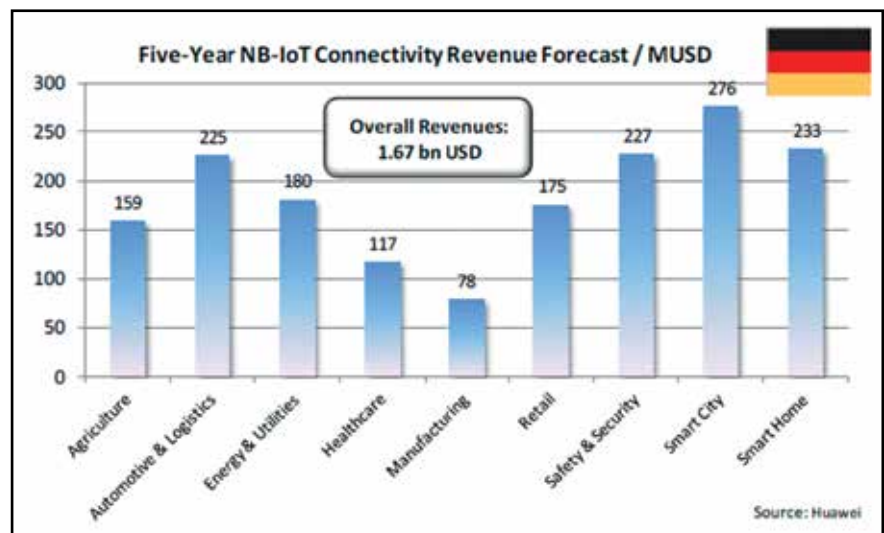 Five-Year NB-IoT Connectivity Revenue Forecast / MUSD
300
250
200
150
100
50
0
Overall Revenues:
1.67 bn USD
159
225
180
117
78
175
227
276
233
Agriculture
Automotive & Logistics
Energy & Utilities
Healthcare
Manufacturing
Retail
Safety & Security
Smart City
Smart Home
Source: Huawei